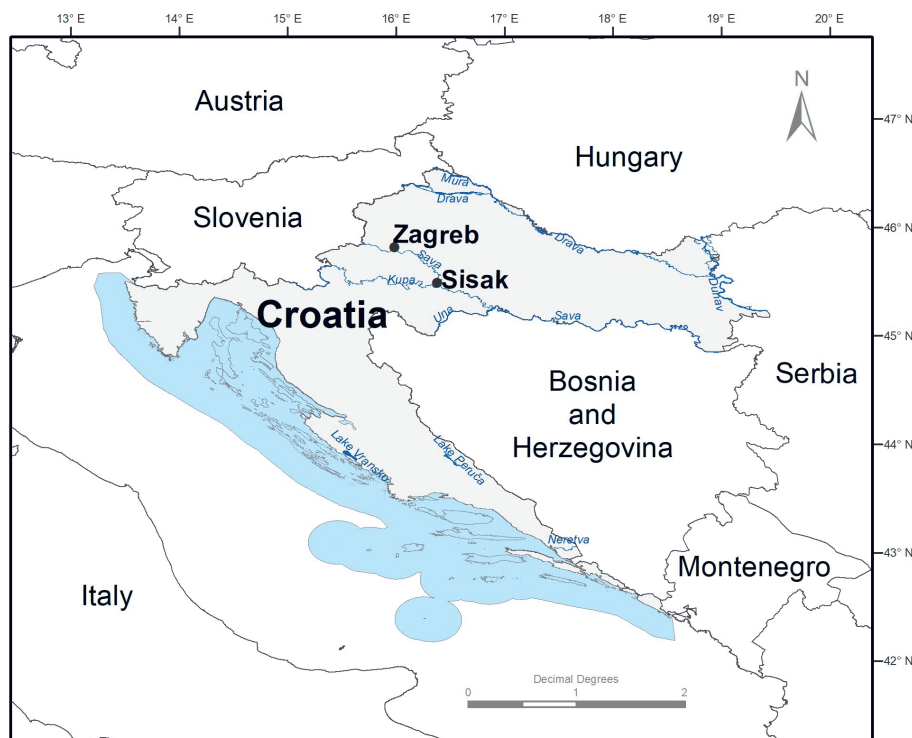 13° E
14° E
15° E
16° E
17° E
18° E
19° E
20° E
N
47° N
Austria
Hungary
Mura
Drava
Slovenia
46° N
Zagreb
Drava
Sava
Kupa
Sisak
Dunav
Croatia
Una
Sava
45° N
Serbia
Bosnia
and
Herzegovina
44° N
Lake Vransko
Lake Peruča
Neretva
43° N
Montenegro
Italy
42° N
Decimal Degrees
0
1
2